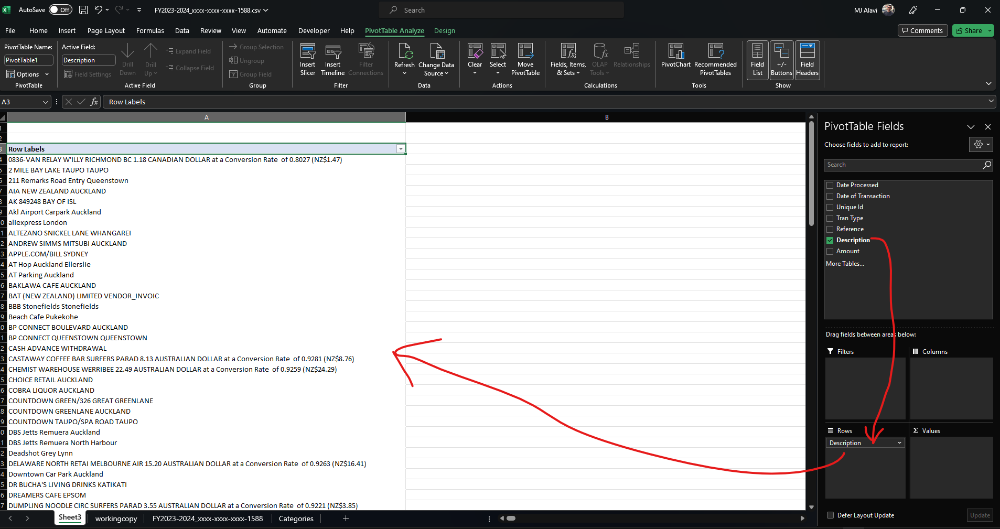 AutoSave Off FY2023-2024_xxxx-xxxx-xxxx-1588.csv Search MJ Alavi
File Home Insert Page Layout Formulas Data Review View Automate Developer Help PivotTable Analyze Design Comments Share
PivotTable Name:
PivotTable1
Options
PivotTable
Active Field:
Description
Field Settings
Drill Down
Drill Up
Expand Field
Collapse Field
Active Field
Group Selection
Ungroup
Group Field
Group
Insert Slicer
Insert Timeline
Filter Connections
Filter
Refresh
Change Data Source
Data
Clear
Select
Move PivotTable
Actions
Fields, Items, & Sets
OLAP Tools
Relationships
Calculations
PivotChart
Recommended PivotTables
Tools
Field List
+/- Buttons
Field Headers
Show
A3 fx Row Labels
A B
1
2
3 Row Labels
4 0836-VAN RELAY W'ILLY RICHMOND BC 1.18 CANADIAN DOLLAR at a Conversion Rate  of 0.8027 (NZ$1.47)
5 2 MILE BAY LAKE TAUPO TAUPO
6 211 Remarks Road Entry Queenstown
7 AIA NEW ZEALAND AUCKLAND
8 AK 849248 BAY OF ISL
9 Akl Airport Carpark Auckland
0 aliexpress London
1 ALTEZANO SNICKEL LANE WHANGAREI
2 ANDREW SIMMS MITSUBI AUCKLAND
3 APPLE.COM/BILL SYDNEY
4 AT Hop Auckland Ellerslie
5 AT Parking Auckland
6 BAKLAWA CAFE AUCKLAND
7 BAT (NEW ZEALAND) LIMITED VENDOR_INVOIC
8 BBB Stonefields Stonefields
9 Beach Cafe Pukekohe
0 BP CONNECT BOULEVARD AUCKLAND
1 BP CONNECT QUEENSTOWN QUEENSTOWN
2 CASH ADVANCE WITHDRAWAL
3 CASTAWAY COFFEE BAR SURFERS PARAD 8.13 AUSTRALIAN DOLLAR at a Conversion Rate  of 0.9281 (NZ$8.76)
4 CHEMIST WAREHOUSE WERRIBEE 22.49 AUSTRALIAN DOLLAR at a Conversion Rate  of 0.9259 (NZ$24.29)
5 CHOICE RETAIL AUCKLAND
6 COBRA LIQUOR AUCKLAND
7 COUNTDOWN GREEN/326 GREAT GREENLANE
8 COUNTDOWN GREENLANE AUCKLAND
9 COUNTDOWN TAUPO/SPA ROAD TAUPO
0 DBS Jetts Remuera Auckland
1 DBS Jetts Remuera North Harbour
2 Deadshot Grey Lynn
3 DELAWARE NORTH RETAI MELBOURNE AIR 15.20 AUSTRALIAN DOLLAR at a Conversion Rate  of 0.9263 (NZ$16.41)
4 Downtown Car Park Auckland
5 DR BUCHA'S LIVING DRINKS KATIKATI
6 DREAMERS CAFE EPSOM
7 DUMPLING NOODLE CIRC SURFERS PARAD 3.55 AUSTRALIAN DOLLAR at a Conversion Rate  of 0.9221 (NZ$3.85)
Sheet3 workingcopy FY2023-2024_xxxx-xxxx-xxxx-1588 Categories
PivotTable Fields
Choose fields to add to report:
Search
Date Processed
Date of Transaction
Unique Id
Tran Type
Reference
Description
Amount
More Tables...
Drag fields between areas below:
Filters Columns
Rows Σ Values
Description
Defer Layout Update Update